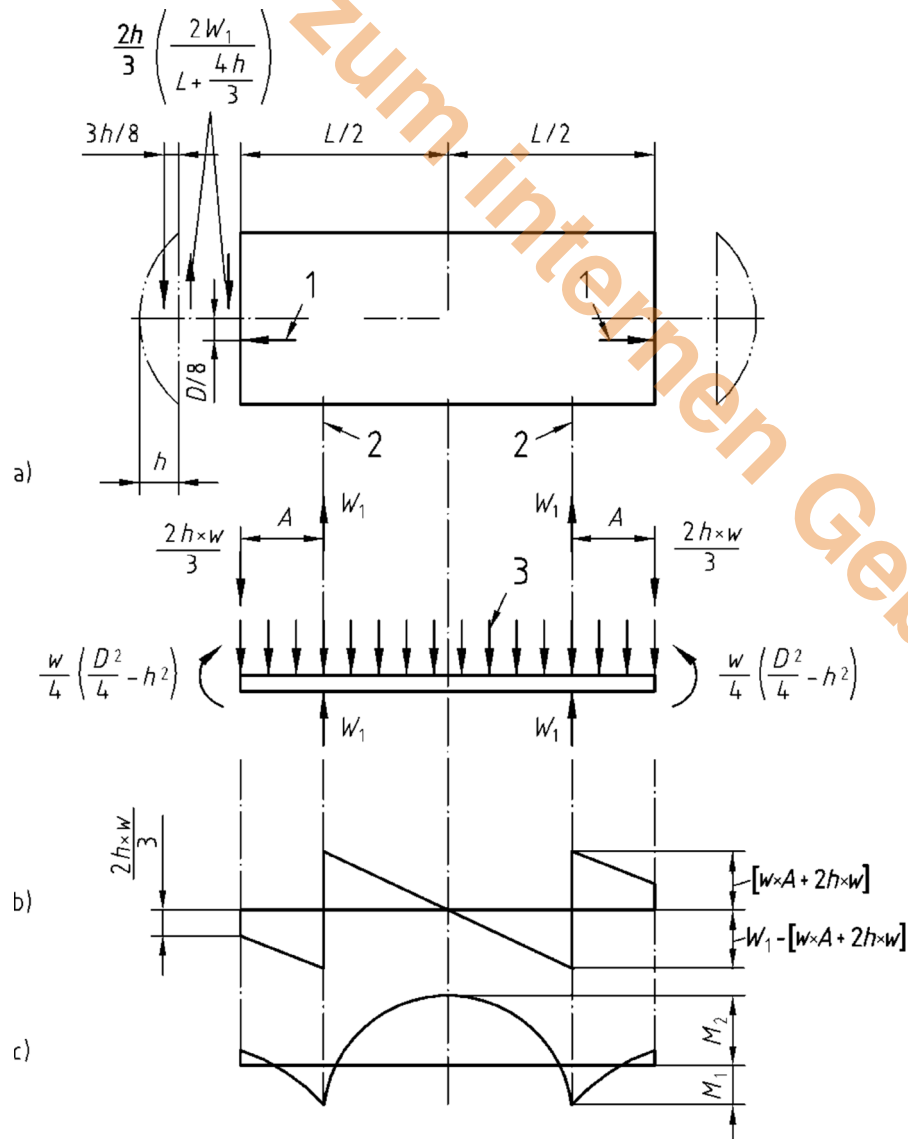 2h/3 (2W₁ / (L + 4h/3))
3h/8
L/2
L/2
1
1
D/8
h
2
2
a)
W₁
W₁
A
A
2h×w/3
2h×w/3
3
w/4 (D²/4 - h²)
w/4 (D²/4 - h²)
W₁
W₁
2h×w/3
b)
[w×A + 2h×w]
W₁ - [w×A + 2h×w]
c)
M₂
M₁
zum internen